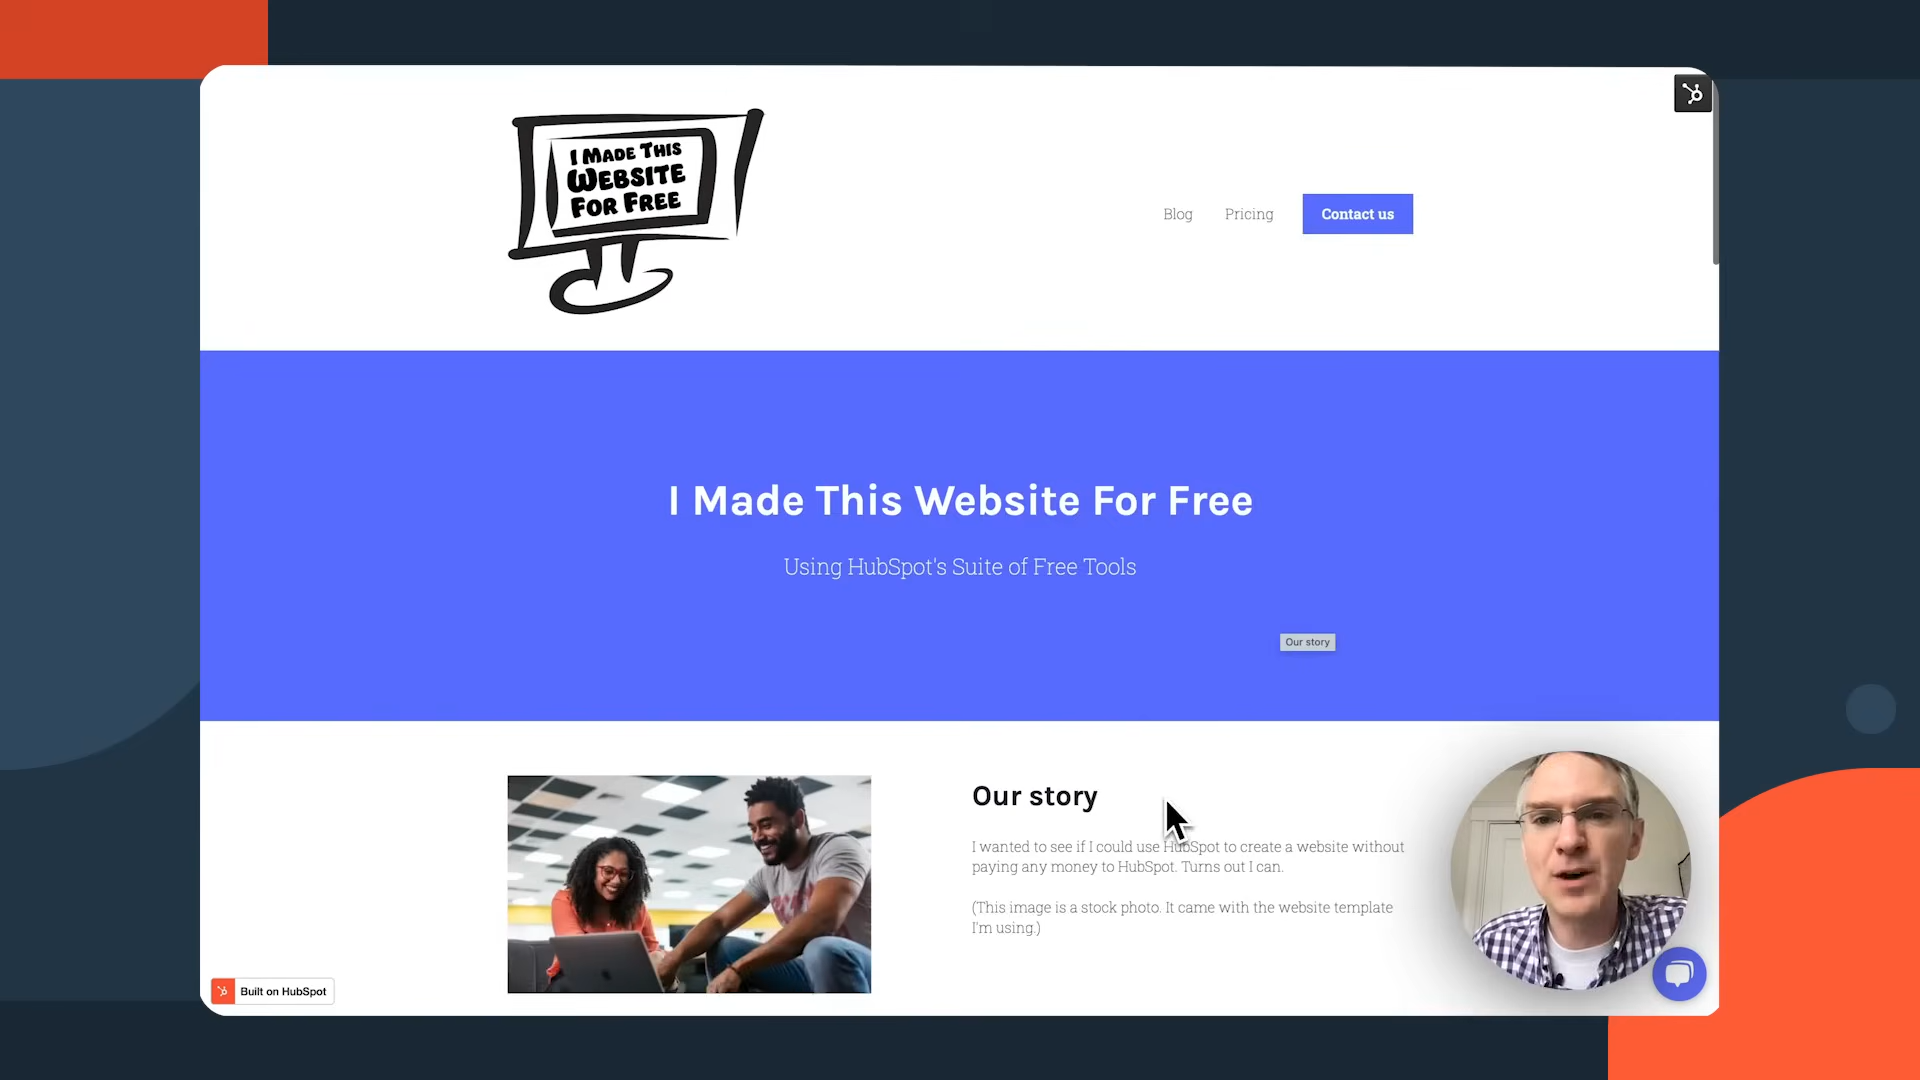 I MADE THIS
WEBSITE
FOR FREE
Blog
Pricing
Contact us
I Made This Website For Free
Using HubSpot's Suite of Free Tools
Our story
Our story
I wanted to see if I could use HubSpot to create a website without
paying any money to HubSpot. Turns out I can.
(This image is a stock photo. It came with the website template
I'm using.)
Built on HubSpot